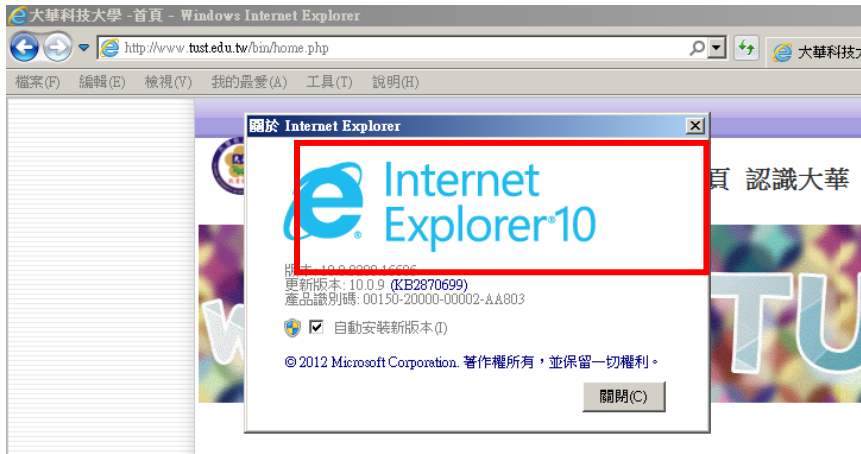 大華科技大學 -首頁 - Windows Internet Explorer
http://www.tust.edu.tw/bin/home.php
大華科技
檔案(F) 編輯(E) 檢視(V) 我的最愛(A) 工具(T) 說明(H)
關於 Internet Explorer
頁 認識大華
Internet
Explorer 10
更新版本: 10.0.9 (KB2870699)
產品識別碼: 00150-20000-00002-AA803
自動安裝新版本(I)
© 2012 Microsoft Corporation. 著作權所有，並保留一切權利。
關閉(C)
TU